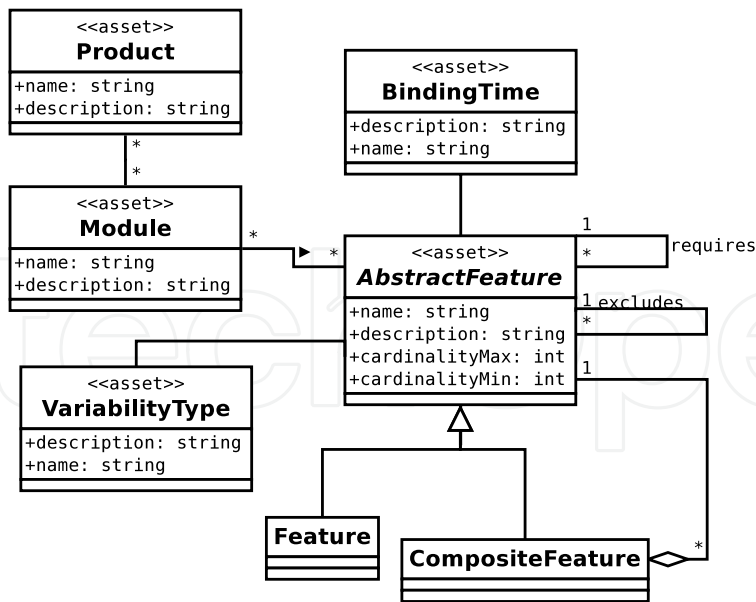 <<asset>>
Product
+name: string
+description: string
*
*
<<asset>>
Module
+name: string
+description: string
*
*
<<asset>>
BindingTime
+description: string
+name: string
<<asset>>
AbstractFeature
+name: string
+description: string
+cardinalityMax: int
+cardinalityMin: int
1
*
requires
1
excludes
*
1
*
<<asset>>
VariabilityType
+description: string
+name: string
Feature
CompositeFeature